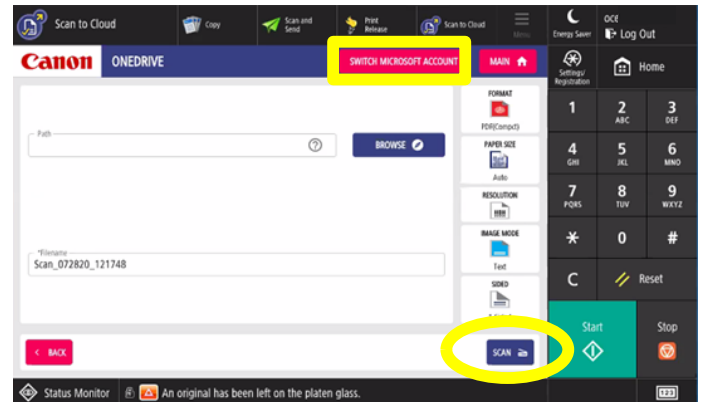 Scan to Cloud
Copy
Scan and
Send
Print
Release
Scan to Cloud
Menu
Energy Saver
OCE
Log Out
Canon
ONEDRIVE
SWITCH MICROSOFT ACCOUNT
MAIN
Settings/
Registration
Home
FORMAT
PDF(Compct)
Path
BROWSE
PAPER SIZE
Auto
RESOLUTION
IMAGE MODE
Text
*Filename
Scan_072820_121748
SIDED
< BACK
SCAN
1
2
ABC
3
DEF
4
GHI
5
JKL
6
MNO
7
PQRS
8
TUV
9
WXYZ
*
0
#
C
Reset
Start
Stop
Status Monitor
An original has been left on the platen glass.
123